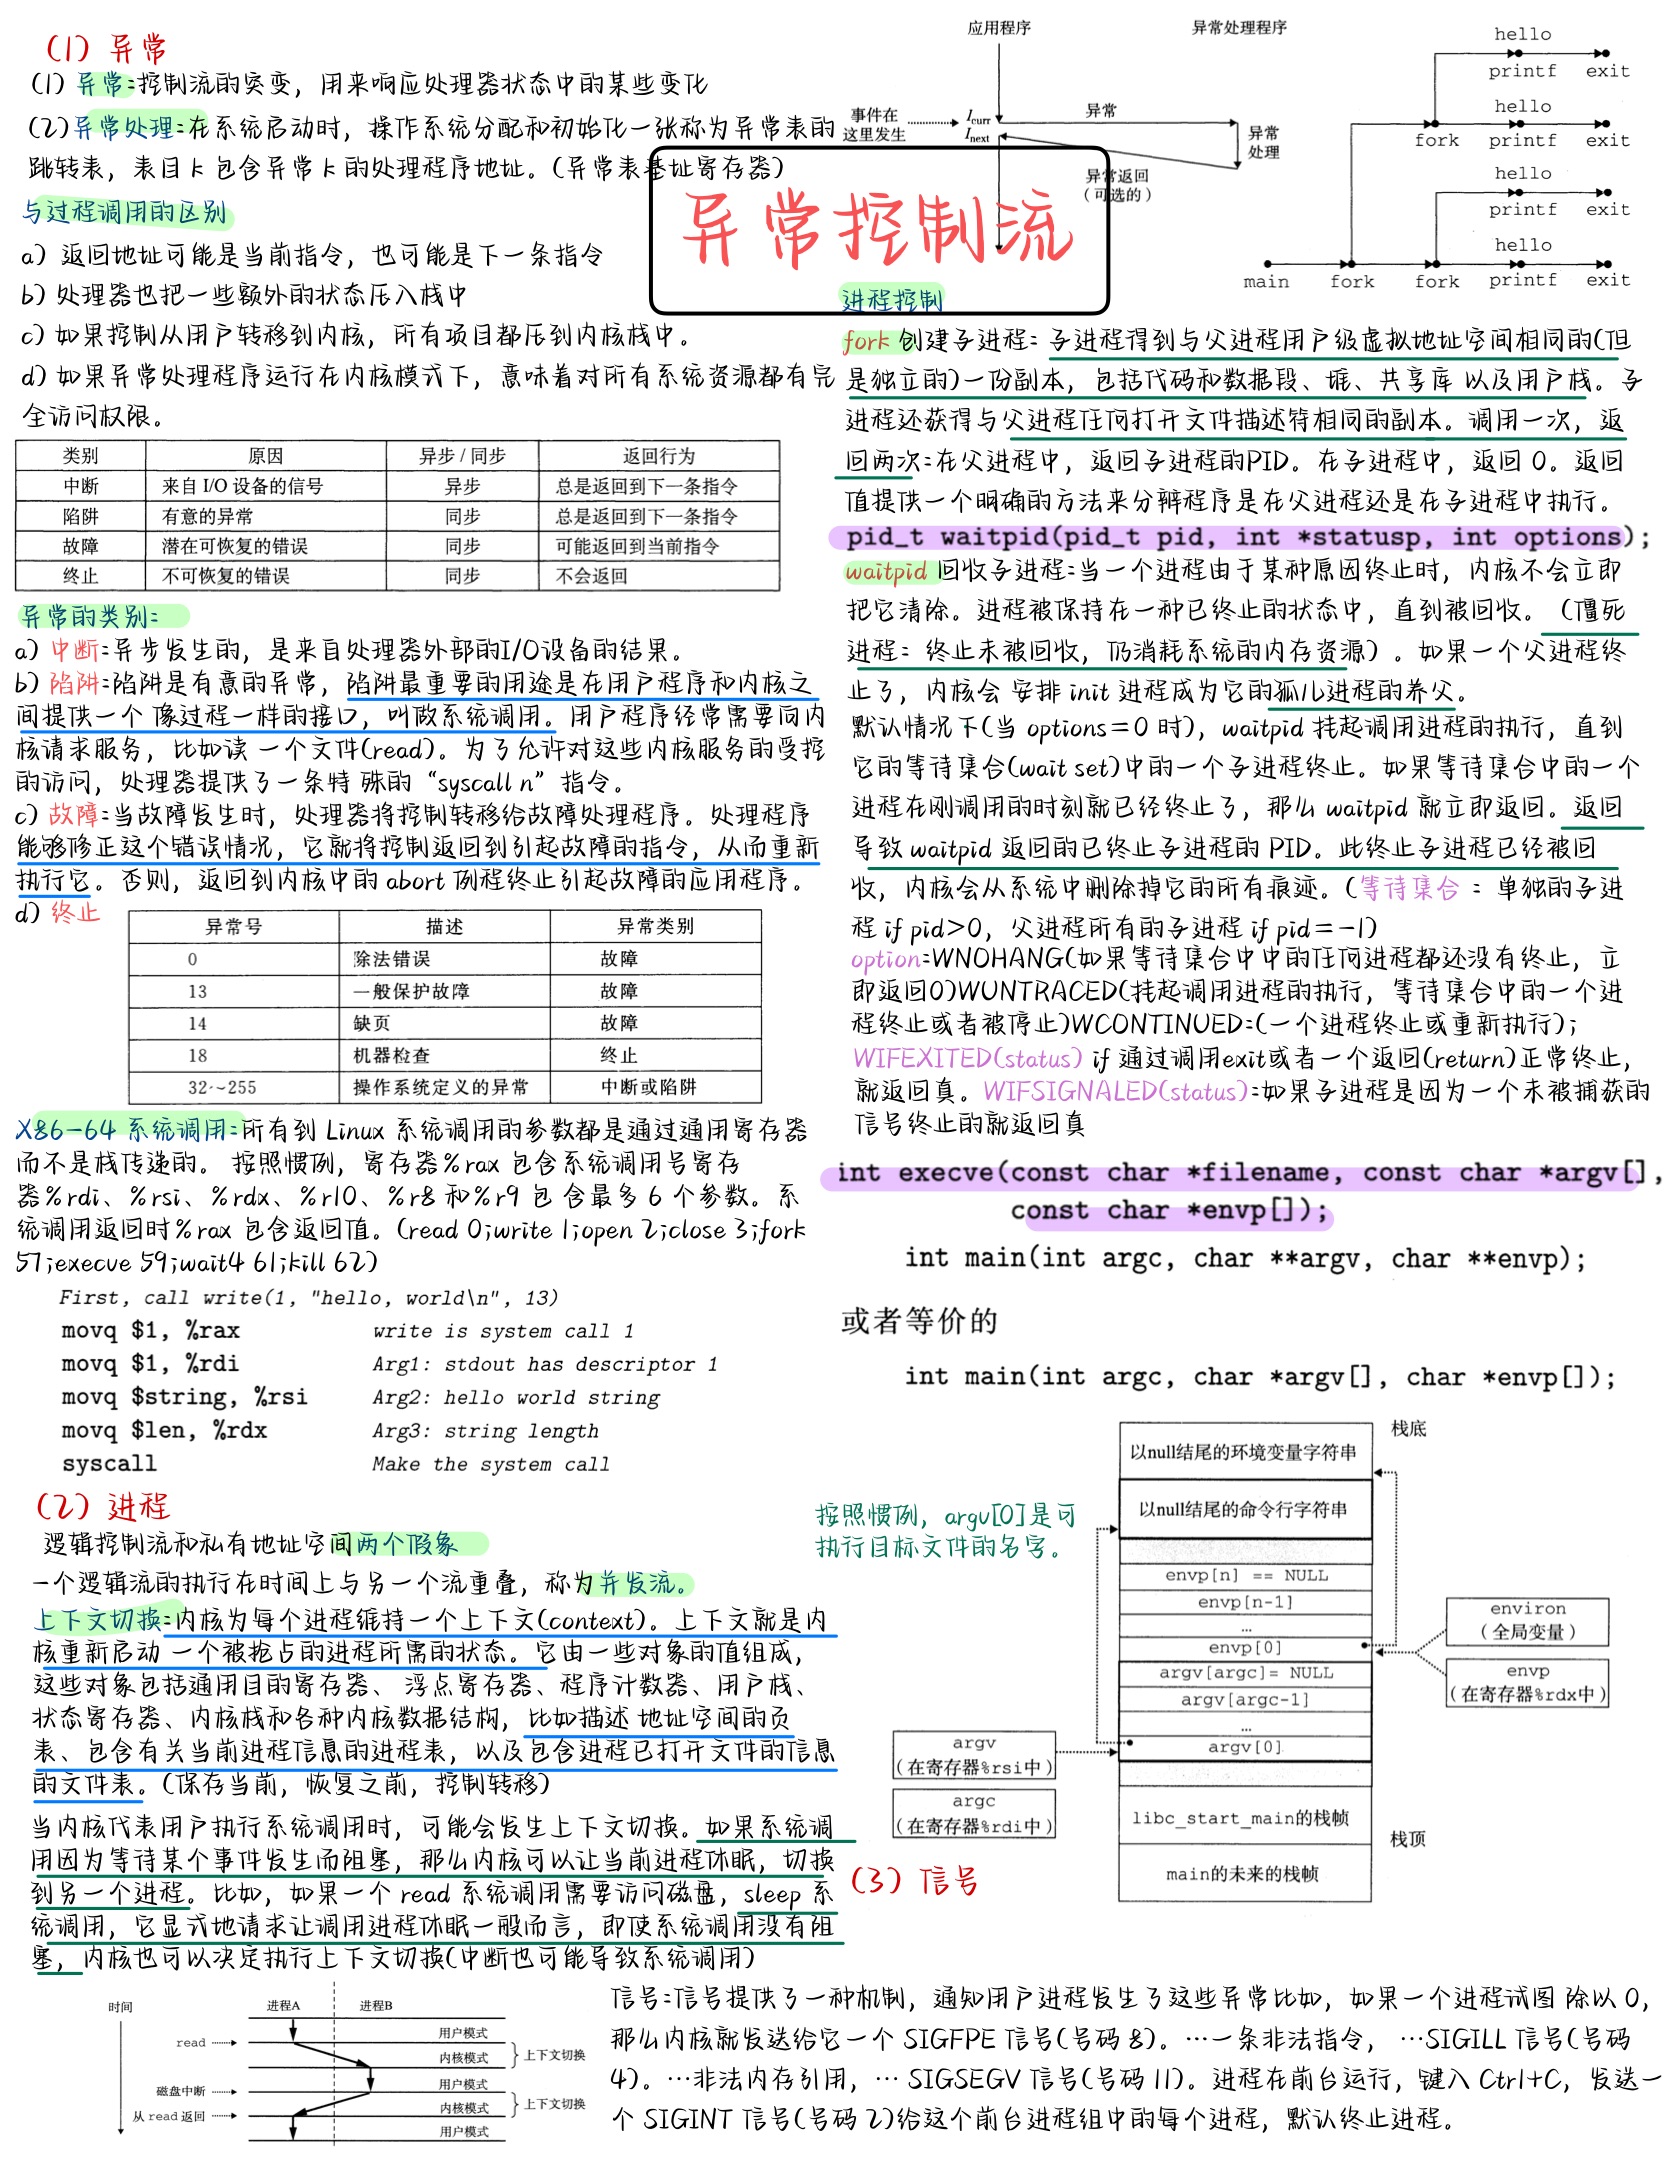 异常控制流
(1) 异常
(1) 异常:控制流的突变，用来响应处理器状态中的某些变化
(2)异常处理:在系统启动时，操作系统分配和初始化一张称为异常表的
跳转表，表目 k 包含异常 k 的处理程序地址。(异常表基址寄存器)
与过程调用的区别
a) 返回地址可能是当前指令，也可能是下一条指令
b) 处理器也把一些额外的状态压入栈中
c) 如果控制从用户转移到内核，所有项目都压到内核栈中。
d) 如果异常处理程序运行在内核模式下，意味着对所有系统资源都有完
全访问权限。
类别 原因 异步 / 同步 返回行为
中断 来自 I/O 设备的信号 异步 总是返回到下一条指令
陷阱 有意的异常 同步 总是返回到下一条指令
故障 潜在可恢复的错误 同步 可能返回到当前指令
终止 不可恢复的错误 同步 不会返回
异常的类别:
a) 中断:异步发生的，是来自处理器外部的I/O设备的结果。
b) 陷阱:陷阱是有意的异常，陷阱最重要的用途是在用户程序和内核之
间提供一个 像过程一样的接口，叫做系统调用。用户程序经常需要向内
核请求服务，比如读 一个文件(read)。为了允许对这些内核服务的受控
的访问，处理器提供了一条特 殊的 “syscall n” 指令。
c) 故障:当故障发生时，处理器将控制转移给故障处理程序。处理程序
能够修正这个错误情况，它就将控制返回到引起故障的指令，从而重新
执行它。否则，返回到内核中的 abort 例程终止引起故障的应用程序。
d) 终止
异常号 描述 异常类别
0 除法错误 故障
13 一般保护故障 故障
14 缺页 故障
18 机器检查 终止
32~255 操作系统定义的异常 中断或陷阱
X86-64 系统调用:所有到 Linux 系统调用的参数都是通过通用寄存器
而不是栈传递的。 按照惯例，寄存器%rax 包含系统调用号寄存
器%rdi、%rsi、%rdx、%r10、%r8 和%r9 包 含最多 6 个参数。系
统调用返回时%rax 包含返回值。(read 0;write 1;open 2;close 3;fork
57;execve 59;wait4 61;kill 62)
First, call write(1, "hello, world\n", 13)
movq $1, %rax write is system call 1
movq $1, %rdi Arg1: stdout has descriptor 1
movq $string, %rsi Arg2: hello world string
movq $len, %rdx Arg3: string length
syscall Make the system call
(2) 进程
逻辑控制流和私有地址空间两个假象
一个逻辑流的执行在时间上与另一个流重叠，称为并发流。
上下文切换:内核为每个进程维持一个上下文(context)。上下文就是内
核重新启动 一个被抢占的进程所需的状态。它由一些对象的值组成，
这些对象包括通用目的寄存器、 浮点寄存器、程序计数器、用户栈、
状态寄存器、内核栈和各种内核数据结构，比如描述 地址空间的页
表、包含有关当前进程信息的进程表，以及包含进程已打开文件的信息
的文件表。(保存当前，恢复之前，控制转移)
当内核代表用户执行系统调用时，可能会发生上下文切换。如果系统调
用因为等待某个事件发生而阻塞，那么内核可以让当前进程休眠，切换
到另一个进程。比如，如果一个 read 系统调用需要访问磁盘，sleep 系
统调用，它显式地请求让调用进程休眠一般而言，即使系统调用没有阻
塞，内核也可以决定执行上下文切换(中断也可能导致系统调用)
时间
进程A 进程B
read
用户模式
内核模式
上下文切换
磁盘中断
用户模式
从 read 返回
内核模式
上下文切换
用户模式
应用程序 异常处理程序
事件在
这里发生
Icurr
Inext
异常
异常
处理
异常返回
(可选的)
hello
printf exit
hello
fork printf exit
hello
printf exit
hello
main fork fork printf exit
进程控制
fork 创建子进程: 子进程得到与父进程用户级虚拟地址空间相同的(但
是独立的)一份副本，包括代码和数据段、堆、共享库 以及用户栈。子
进程还获得与父进程任何打开文件描述符相同的副本。调用一次，返
回两次:在父进程中，返回子进程的PID。在子进程中，返回 0。返回
值提供一个明确的方法来分辨程序是在父进程还是在子进程中执行。
pid_t waitpid(pid_t pid, int *statusp, int options);
waitpid 回收子进程:当一个进程由于某种原因终止时，内核不会立即
把它清除。进程被保持在一种已终止的状态中，直到被回收。(僵死
进程: 终止未被回收，仍消耗系统的内存资源) 。如果一个父进程终
止了，内核会 安排 init 进程成为它的孤儿进程的养父。
默认情况下(当 options=0 时)，waitpid 挂起调用进程的执行，直到
它的等待集合(wait set)中的一个子进程终止。如果等待集合中的一个
进程在刚调用的时刻就已经终止了，那么 waitpid 就立即返回。返回
导致 waitpid 返回的已终止子进程的 PID。此终止子进程已经被回
收，内核会从系统中删除掉它的所有痕迹。(等待集合 : 单独的子进
程 if pid>0，父进程所有的子进程 if pid=-1)
option:WNOHANG(如果等待集合中中的任何进程都还没有终止，立
即返回0)WUNTRACED(挂起调用进程的执行，等待集合中的一个进
程终止或者被停止)WCONTINUED:(一个进程终止或重新执行);
WIFEXITED(status) if 通过调用exit或者一个返回(return)正常终止，
就返回真。WIFSIGNALED(status):如果子进程是因为一个未被捕获的
信号终止的就返回真
int execve(const char *filename, const char *argv[],
const char *envp[]);
int main(int argc, char **argv, char **envp);
或者等价的
int main(int argc, char *argv[], char *envp[]);
按照惯例，argv[0]是可
执行目标文件的名字。
栈底
以null结尾的环境变量字符串
以null结尾的命令行字符串
envp[n] == NULL
envp[n-1]
...
envp[0]
argv[argc]= NULL
argv[argc-1]
...
argv[0]
libc_start_main的栈帧
main的未来的栈帧
栈顶
environ
(全局变量)
envp
(在寄存器%rdx中)
argv
(在寄存器%rsi中)
argc
(在寄存器%rdi中)
(3) 信号
信号:信号提供了一种机制，通知用户进程发生了这些异常比如，如果一个进程试图 除以 0，
那么内核就发送给它一个 SIGFPE 信号(号码 8)。…一条非法指令， …SIGILL 信号(号码
4)。…非法内存引用，… SIGSEGV 信号(号码 11)。进程在前台运行，键入 Ctrl+C，发送一
个 SIGINT 信号(号码 2)给这个前台进程组中的每个进程，默认终止进程。